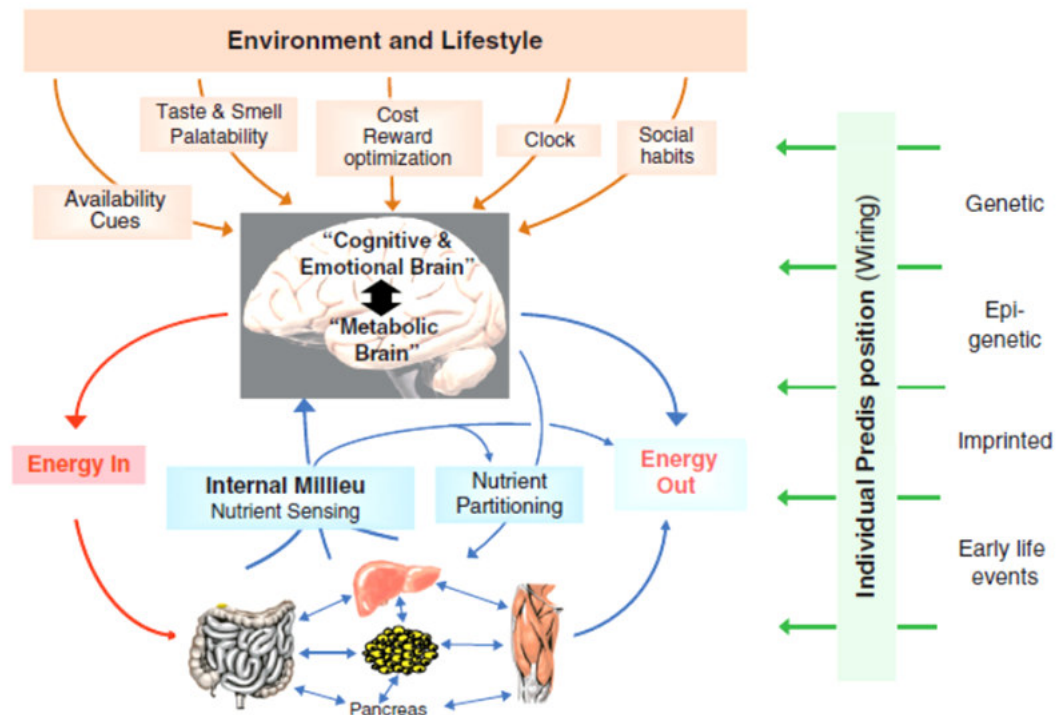 Environment and Lifestyle
Taste & Smell
Palatability
Cost
Reward
optimization
Clock
Social
habits
Availability
Cues
“Cognitive &
Emotional Brain”
“Metabolic
Brain”
Energy In
Internal Millieu
Nutrient Sensing
Nutrient
Partitioning
Energy
Out
Pancreas
Individual Predis position (Wiring)
Genetic
Epi-
genetic
Imprinted
Early life
events